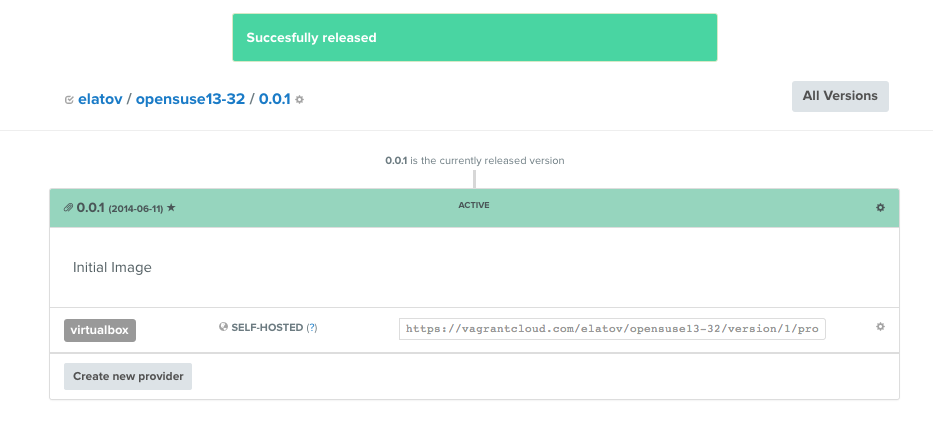 Succesfully released
elatov / opensuse13-32 / 0.0.1
All Versions
0.0.1 is the currently released version
0.0.1 (2014-06-11) ★
ACTIVE
Initial Image
virtualbox
SELF-HOSTED (?)
https://vagrantcloud.com/elatov/opensuse13-32/version/1/pro
Create new provider